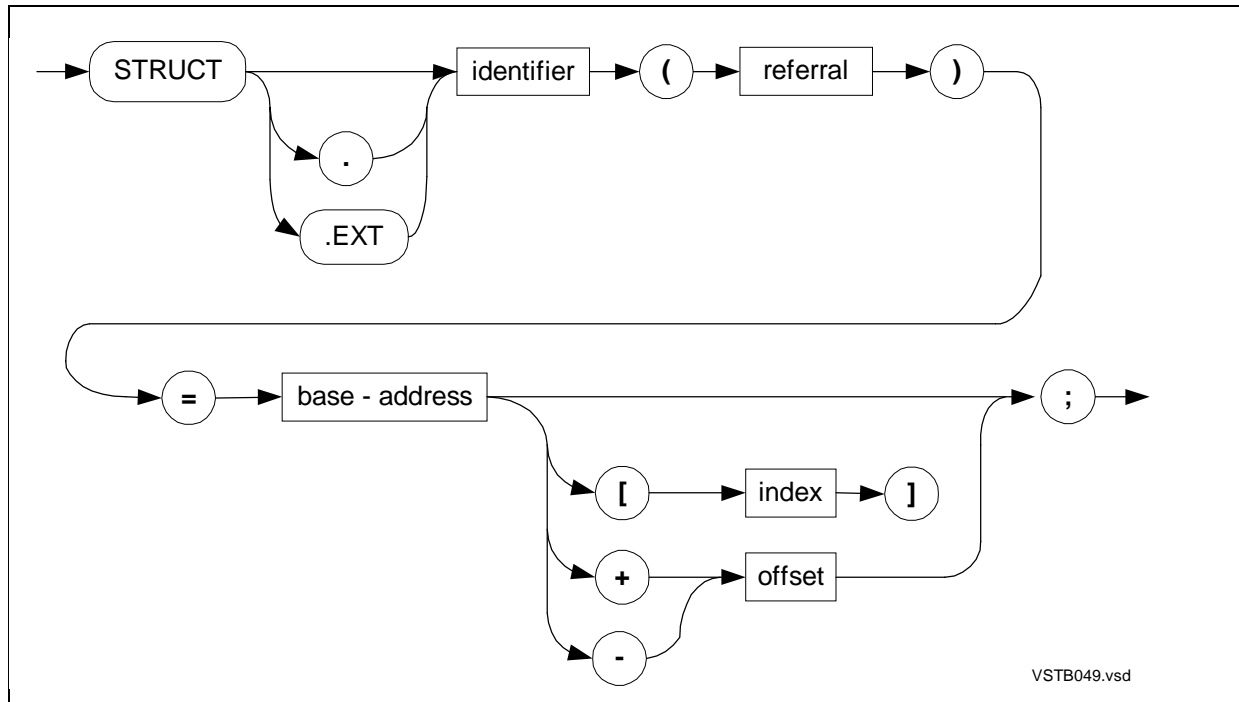 STRUCT identifier ( referral )
.
.EXT
= base - address ;
[ index ]
+ offset
-
VSTB049.vsd